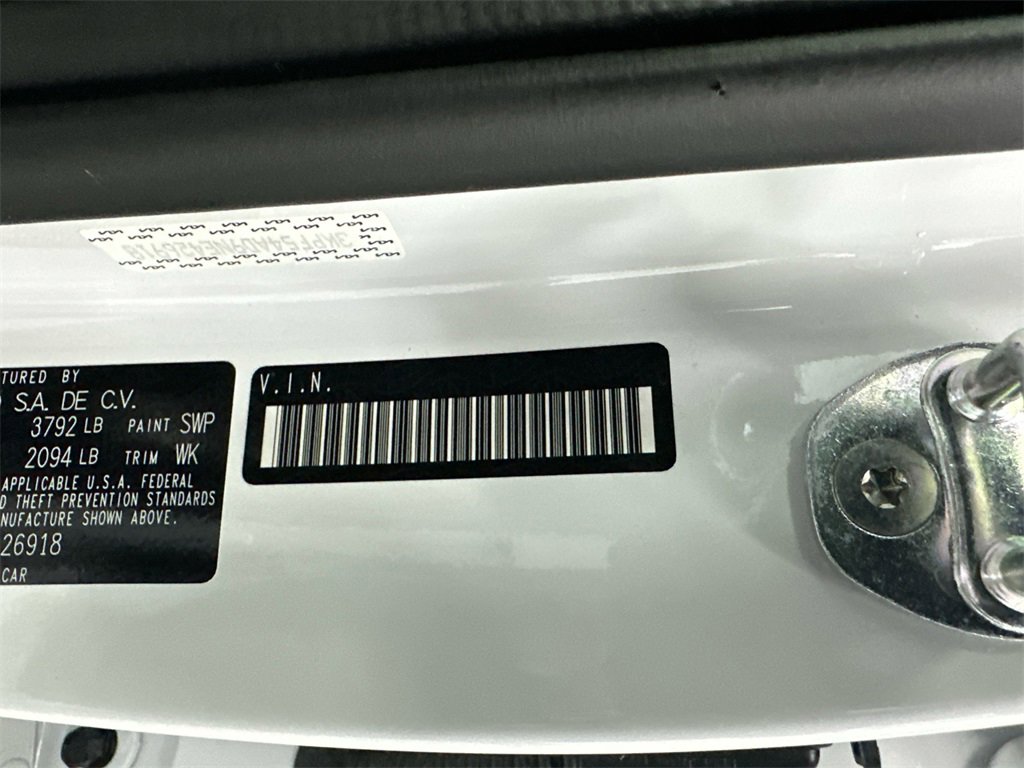 TURED BY
S.A. DE C.V.
3792 LB PAINT SWP
2094 LB TRIM WK
APPLICABLE U.S.A. FEDERAL
D THEFT PREVENTION STANDARDS
NUFACTURE SHOWN ABOVE.
26918
CAR
V.I.N.